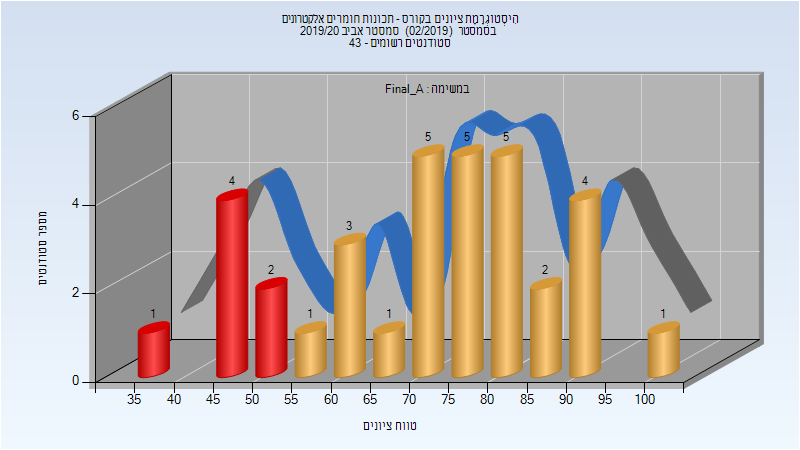 היסטוגרמת ציונים בקורס - תכונות חומרים אלקטרונים
בסמסטר (02/2019) סמסטר אביב 2019/20
סטודנטים רשומים - 43
במשימה : Final_A
מספר סטודנטים
6
4
2
0
1
4
2
1
3
1
5
5
5
2
4
1
35 40 45 50 55 60 65 70 75 80 85 90 95 100
טווח ציונים